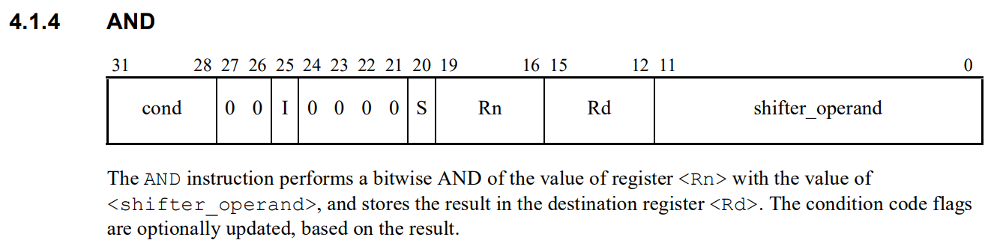 4.1.4 AND
31 28 27 26 25 24 23 22 21 20 19 16 15 12 11 0
cond 0 0 I 0 0 0 0 S Rn Rd shifter_operand
The AND instruction performs a bitwise AND of the value of register <Rn> with the value of
<shifter_operand>, and stores the result in the destination register <Rd>. The condition code flags
are optionally updated, based on the result.